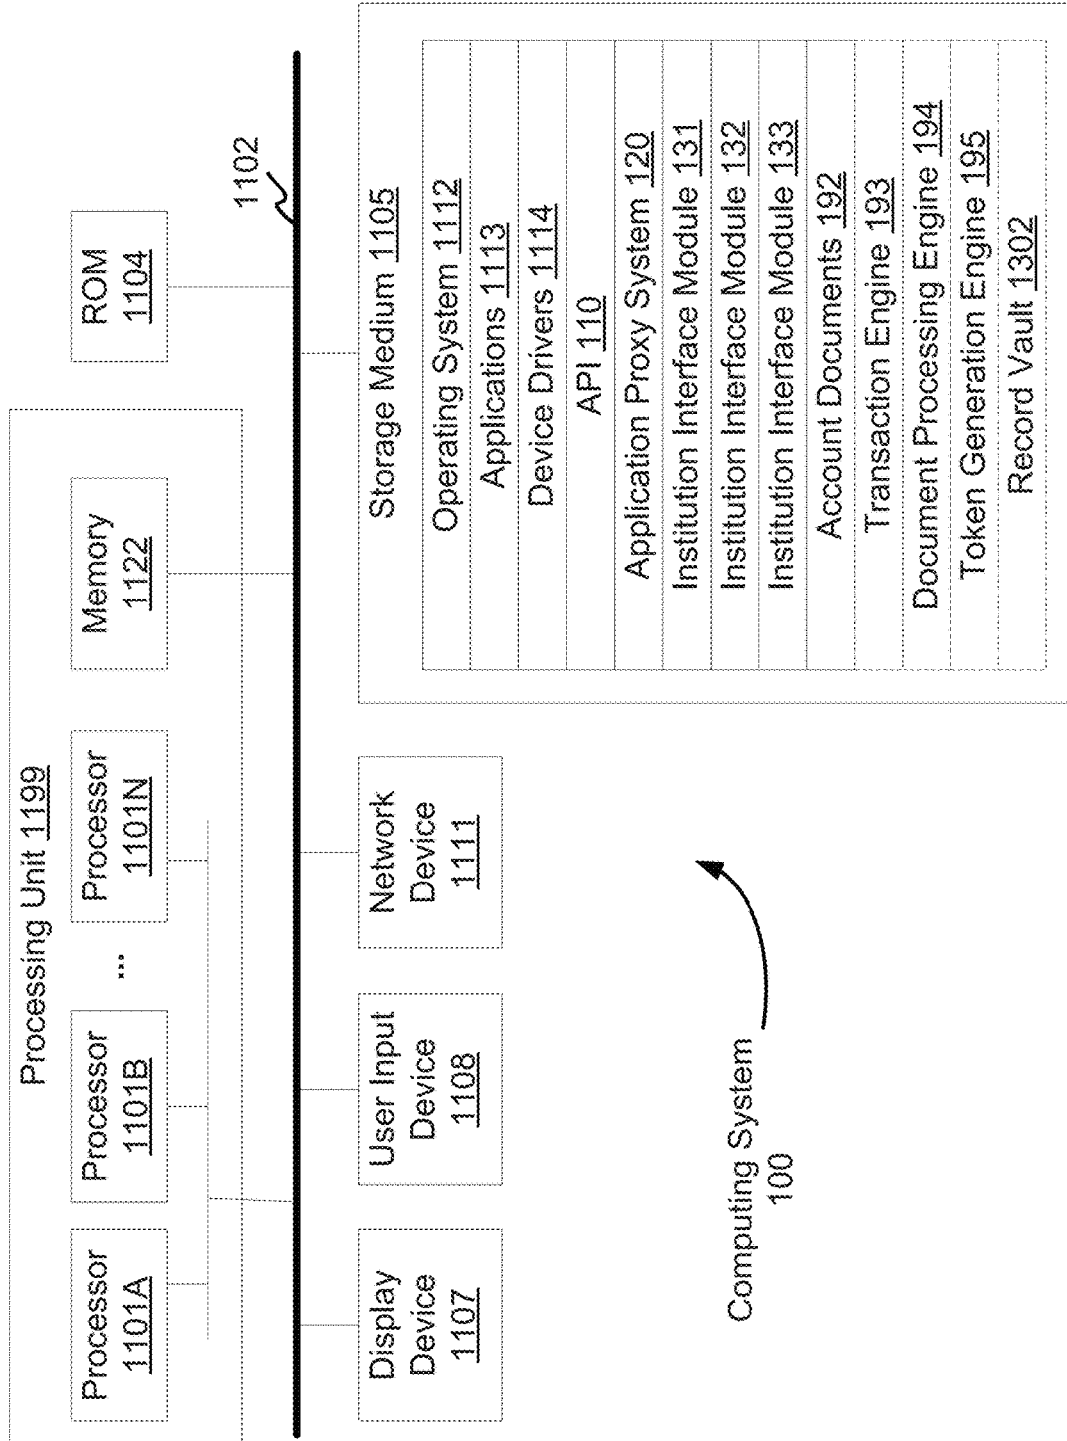 Processing Unit 1199
Processor
1101A
Processor
1101B
...
Processor
1101N
Memory
1122
ROM
1104
1102
Display
Device
1107
User Input
Device
1108
Network
Device
1111
Storage Medium 1105
Operating System 1112
Applications 1113
Device Drivers 1114
API 110
Application Proxy System 120
Institution Interface Module 131
Institution Interface Module 132
Institution Interface Module 133
Account Documents 192
Transaction Engine 193
Document Processing Engine 194
Token Generation Engine 195
Record Vault 1302
Computing System
100